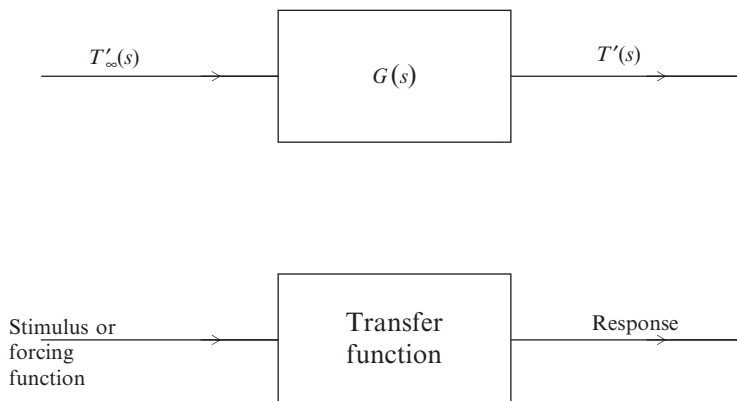 T′∞(s)
G(s)
T′(s)
Stimulus or
forcing
function
Transfer
function
Response